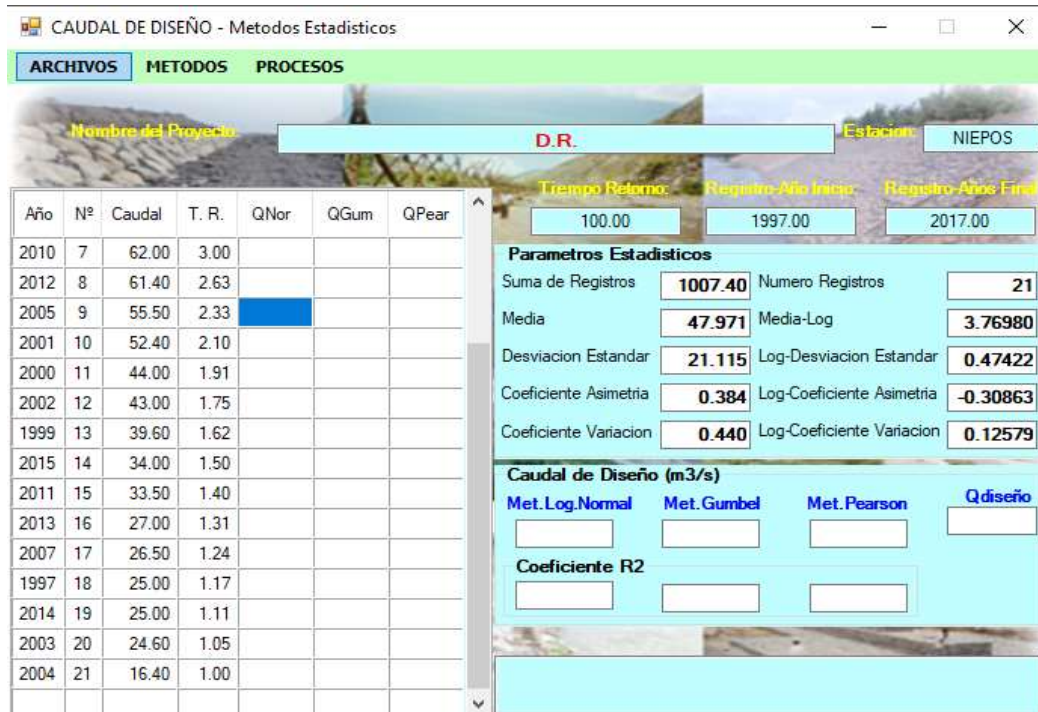 CAUDAL DE DISEÑO - Metodos Estadisticos
ARCHIVOS METODOS PROCESOS
Nombre del Proyecto: D.R. Estacion: NIEPOS
Tiempo Retorno: Registro-Año Inicio: Registro-Años Final
100.00 1997.00 2017.00
Año Nº Caudal T. R. QNor QGum QPear
2010 7 62.00 3.00
2012 8 61.40 2.63
2005 9 55.50 2.33
2001 10 52.40 2.10
2000 11 44.00 1.91
2002 12 43.00 1.75
1999 13 39.60 1.62
2015 14 34.00 1.50
2011 15 33.50 1.40
2013 16 27.00 1.31
2007 17 26.50 1.24
1997 18 25.00 1.17
2014 19 25.00 1.11
2003 20 24.60 1.05
2004 21 16.40 1.00
Parametros Estadisticos
Suma de Registros 1007.40 Numero Registros 21
Media 47.971 Media-Log 3.76980
Desviacion Estandar 21.115 Log-Desviacion Estandar 0.47422
Coeficiente Asimetria 0.384 Log-Coeficiente Asimetria -0.30863
Coeficiente Variacion 0.440 Log-Coeficiente Variacion 0.12579
Caudal de Diseño (m3/s)
Met.Log.Normal Met.Gumbel Met.Pearson Qdiseño
Coeficiente R2